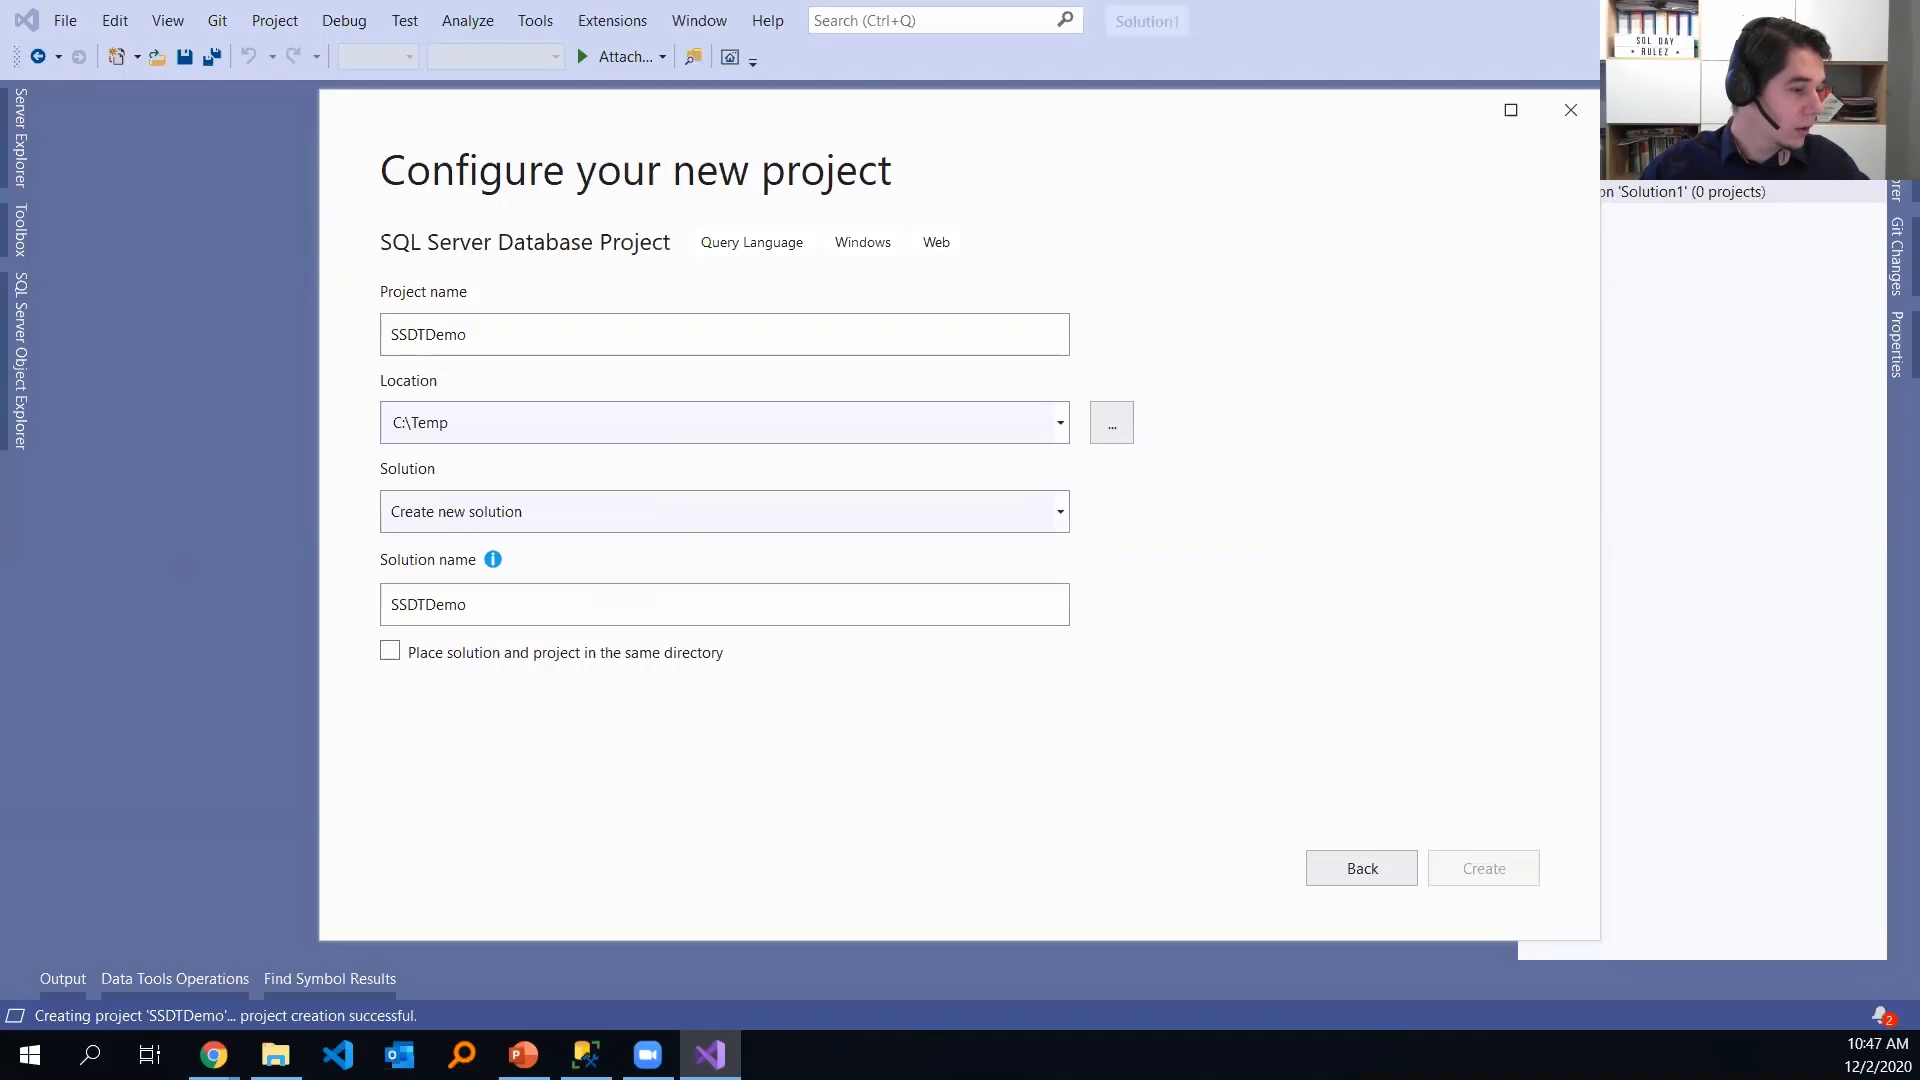 File Edit View Git Project Debug Test Analyze Tools Extensions Window Help Search (Ctrl+Q) Solution1
Attach...
SQL DAY
RULEZ
Server Explorer
Toolbox
SQL Server Object Explorer
Configure your new project
SQL Server Database Project Query Language Windows Web
Project name
SSDTDemo
Location
C:\Temp
...
Solution
Create new solution
Solution name
SSDTDemo
Place solution and project in the same directory
Back Create
on 'Solution1' (0 projects)
rer
Git Changes
Properties
Output Data Tools Operations Find Symbol Results
Creating project 'SSDTDemo'... project creation successful.
2
10:47 AM
12/2/2020